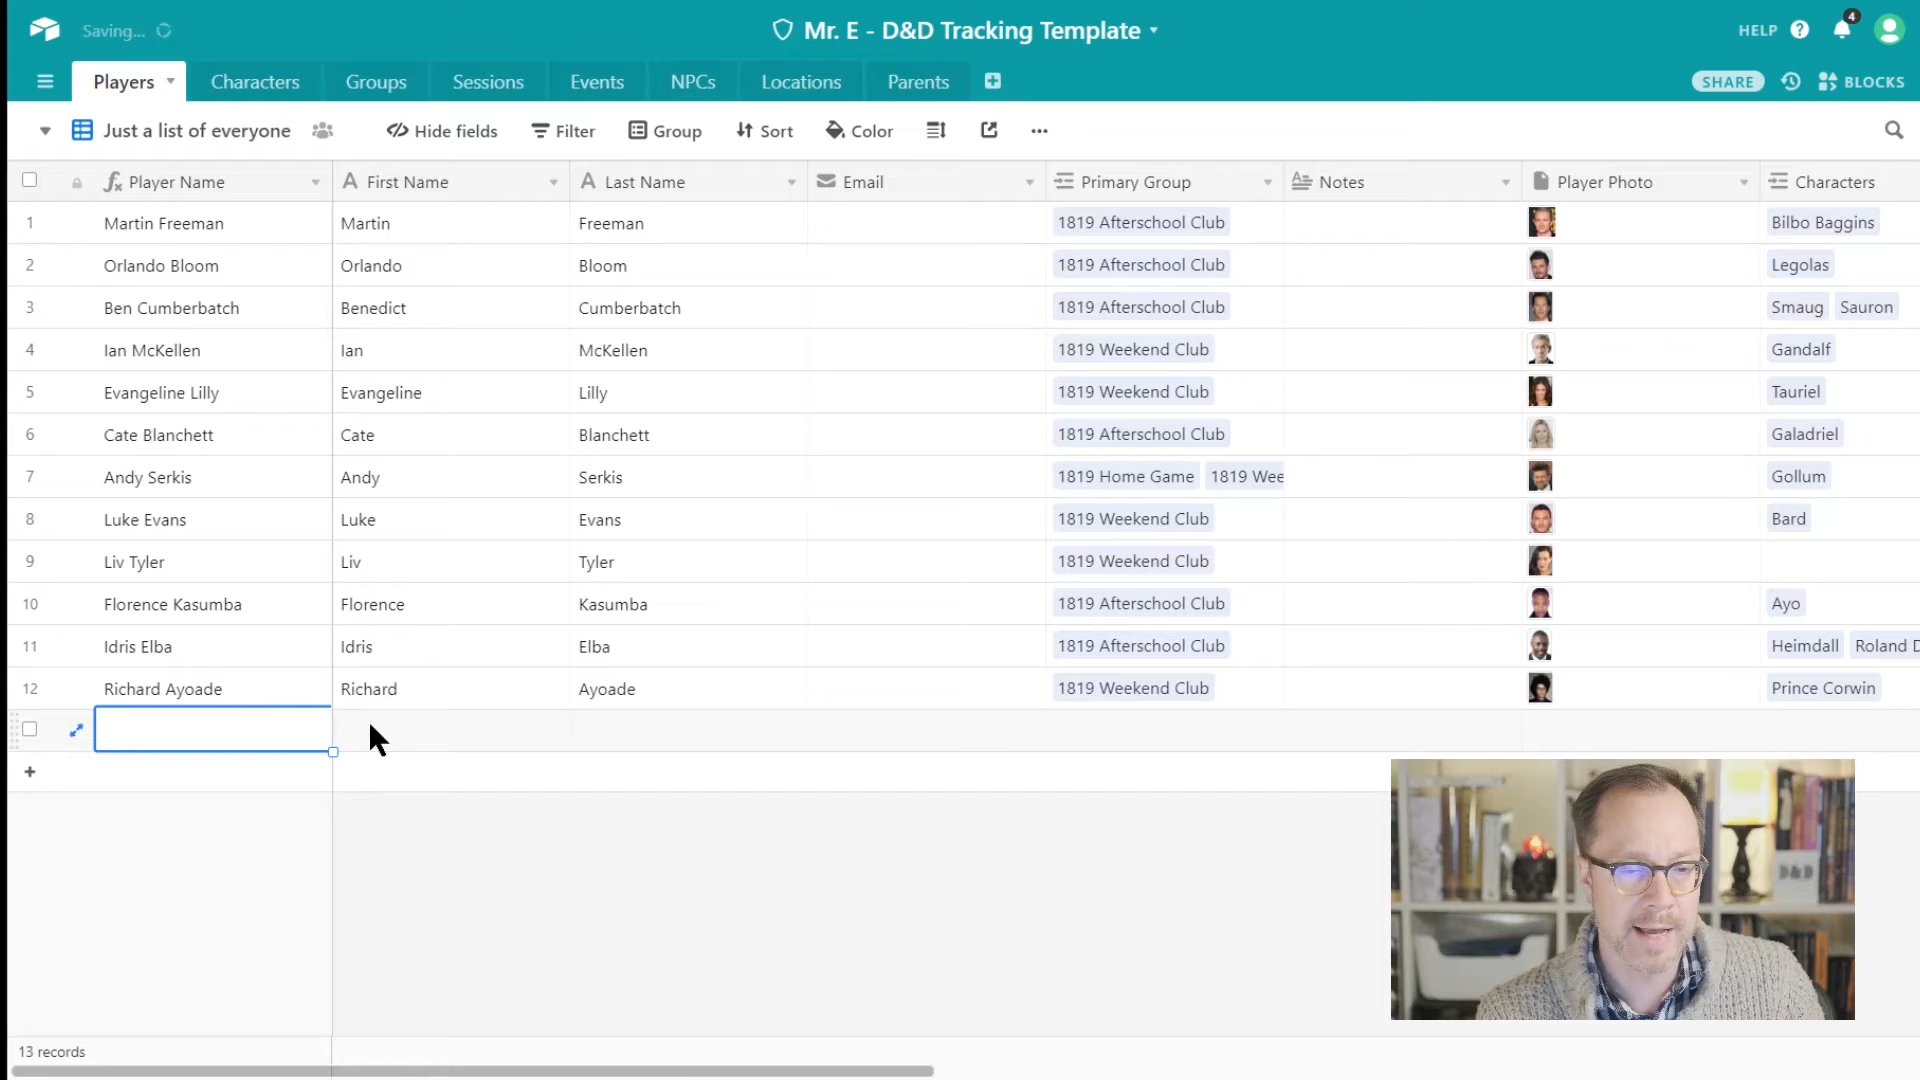 Saving...
Mr. E - D&D Tracking Template
HELP
4
Players Characters Groups Sessions Events NPCs Locations Parents
SHARE
BLOCKS
Just a list of everyone Hide fields Filter Group Sort Color
Player Name First Name Last Name Email Primary Group Notes Player Photo Characters
1 Martin Freeman Martin Freeman 1819 Afterschool Club Bilbo Baggins
2 Orlando Bloom Orlando Bloom 1819 Afterschool Club Legolas
3 Ben Cumberbatch Benedict Cumberbatch 1819 Afterschool Club Smaug Sauron
4 Ian McKellen Ian McKellen 1819 Weekend Club Gandalf
5 Evangeline Lilly Evangeline Lilly 1819 Weekend Club Tauriel
6 Cate Blanchett Cate Blanchett 1819 Afterschool Club Galadriel
7 Andy Serkis Andy Serkis 1819 Home Game 1819 Wee Gollum
8 Luke Evans Luke Evans 1819 Weekend Club Bard
9 Liv Tyler Liv Tyler 1819 Weekend Club
10 Florence Kasumba Florence Kasumba 1819 Afterschool Club Ayo
11 Idris Elba Idris Elba 1819 Afterschool Club Heimdall Roland D
12 Richard Ayoade Richard Ayoade 1819 Weekend Club Prince Corwin
D&D
13 records